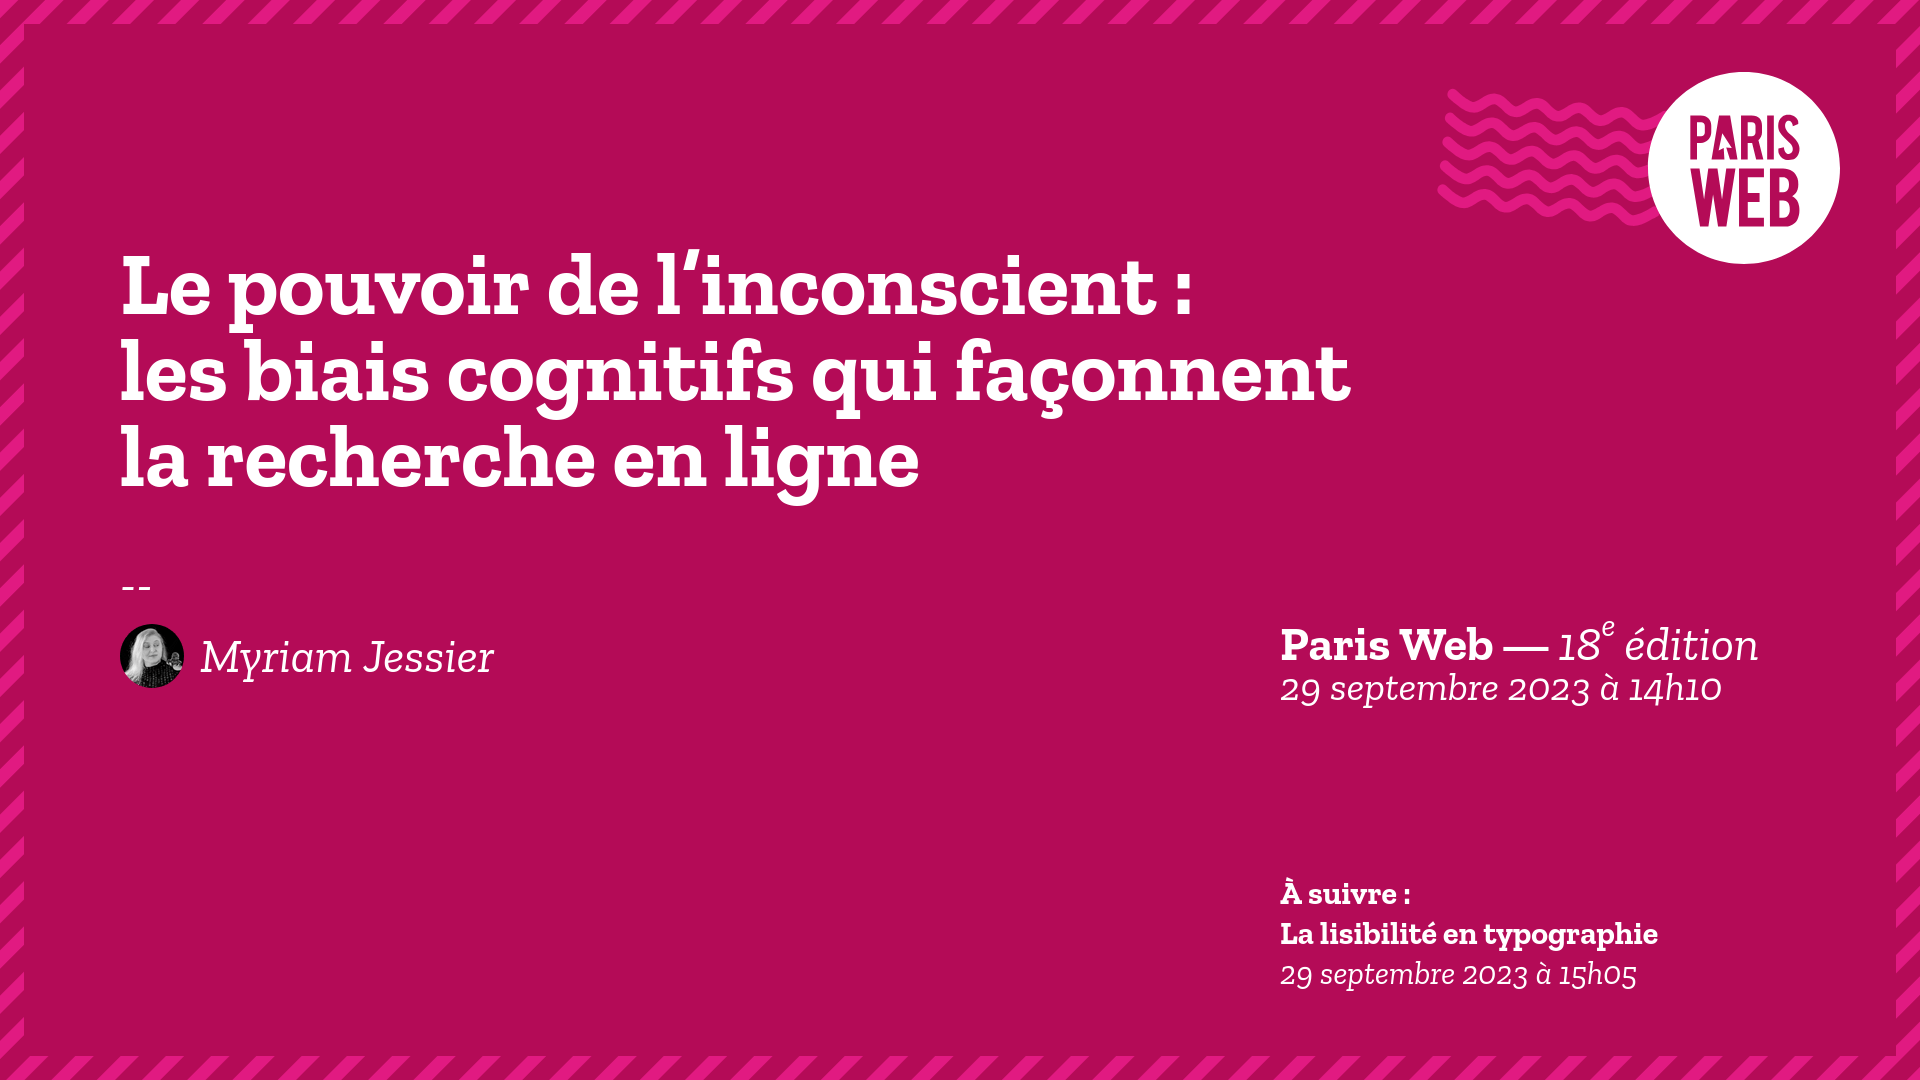 PARIS
WEB
Le pouvoir de l’inconscient :
les biais cognitifs qui façonnent
la recherche en ligne
--
Myriam Jessier
Paris Web — 18e édition
29 septembre 2023 à 14h10
À suivre :
La lisibilité en typographie
29 septembre 2023 à 15h05